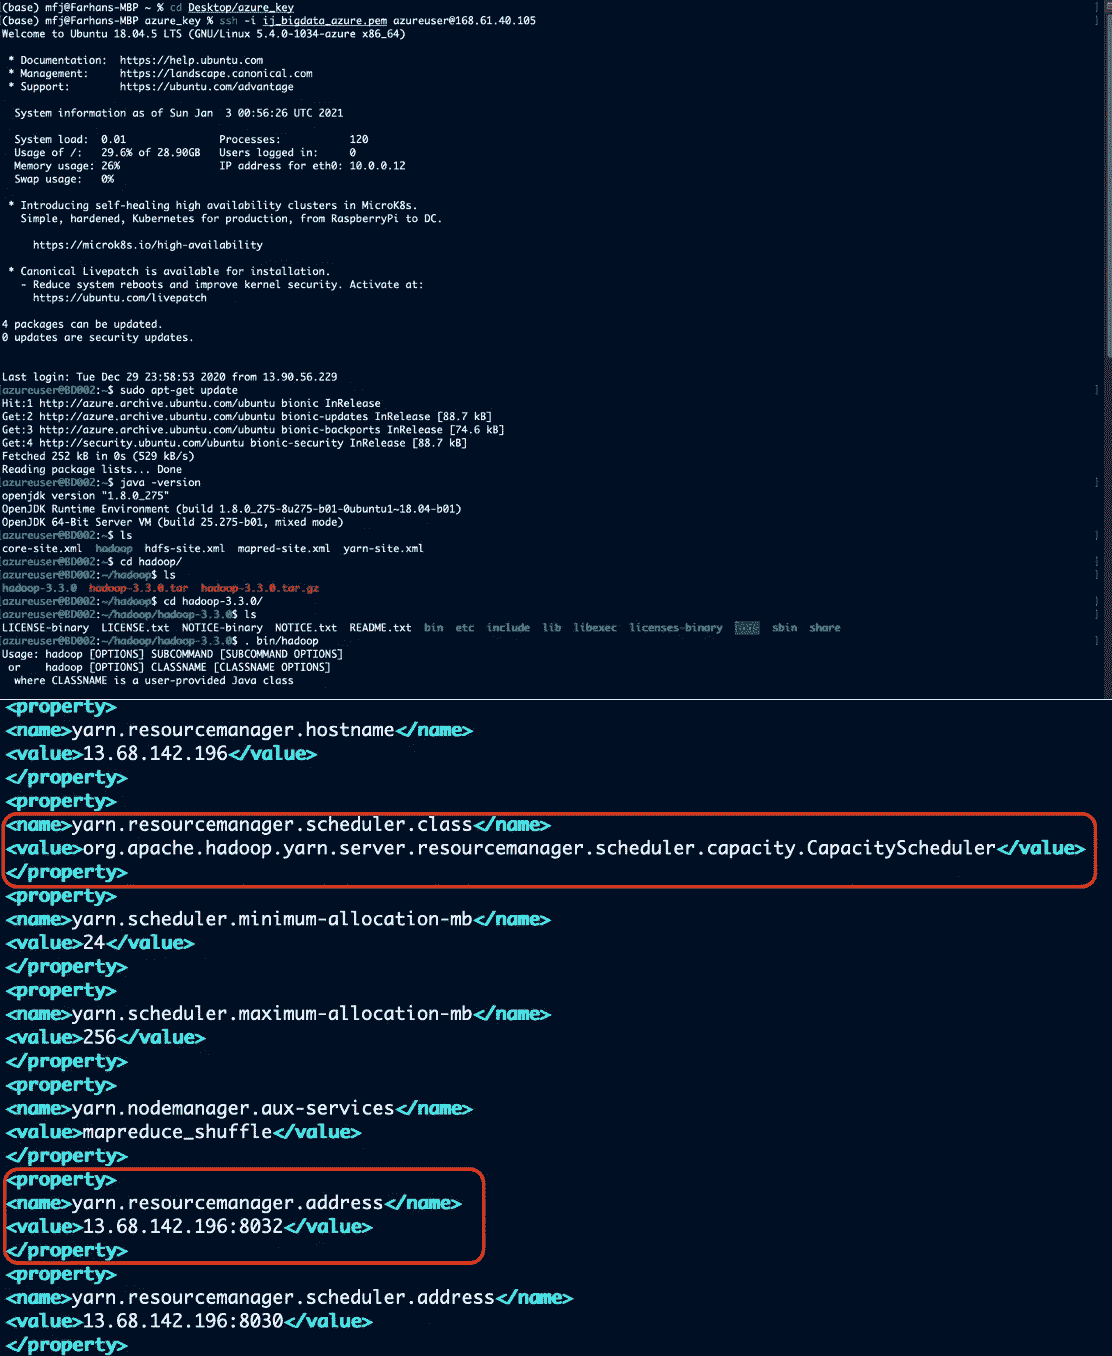 (base) mfj@Farhans-MBP ~ % cd Desktop/azure_key
(base) mfj@Farhans-MBP azure_key % ssh -i ij_bigdata_azure.pem azureuser@168.61.40.105
Welcome to Ubuntu 18.04.5 LTS (GNU/Linux 5.4.0-1034-azure x86_64)
* Documentation:  https://help.ubuntu.com
* Management:     https://landscape.canonical.com
* Support:        https://ubuntu.com/advantage
System information as of Sun Jan  3 00:56:26 UTC 2021
System load:  0.01               Processes:           120
Usage of /:   29.6% of 28.90GB   Users logged in:     0
Memory usage: 26%                IP address for eth0: 10.0.0.12
Swap usage:   0%
* Introducing self-healing high availability clusters in MicroK8s.
Simple, hardened, Kubernetes for production, from RaspberryPi to DC.
https://microk8s.io/high-availability
* Canonical Livepatch is available for installation.
- Reduce system reboots and improve kernel security. Activate at:
https://ubuntu.com/livepatch
4 packages can be updated.
0 updates are security updates.
Last login: Tue Dec 29 23:58:53 2020 from 13.90.56.229
[azureuser@BD002:~$ sudo apt-get update
Hit:1 http://azure.archive.ubuntu.com/ubuntu bionic InRelease
Get:2 http://azure.archive.ubuntu.com/ubuntu bionic-updates InRelease [88.7 kB]
Get:3 http://azure.archive.ubuntu.com/ubuntu bionic-backports InRelease [74.6 kB]
Get:4 http://security.ubuntu.com/ubuntu bionic-security InRelease [88.7 kB]
Fetched 252 kB in 0s (529 kB/s)
Reading package lists... Done
[azureuser@BD002:~$ java -version
openjdk version "1.8.0_275"
OpenJDK Runtime Environment (build 1.8.0_275-8u275-b01-0ubuntu1~18.04-b01)
OpenJDK 64-Bit Server VM (build 25.275-b01, mixed mode)
[azureuser@BD002:~$ ls
core-site.xml  hadoop  hdfs-site.xml  mapred-site.xml  yarn-site.xml
[azureuser@BD002:~$ cd hadoop/
[azureuser@BD002:~/hadoop$ ls
hadoop-3.3.0  hadoop-3.3.0.tar  hadoop-3.3.0.tar.gz
[azureuser@BD002:~/hadoop$ cd hadoop-3.3.0/
[azureuser@BD002:~/hadoop/hadoop-3.3.0$ ls
LICENSE-binary  LICENSE.txt  NOTICE-binary  NOTICE.txt  README.txt  bin  etc  include  lib  libexec  licenses-binary  sbin  share
[azureuser@BD002:~/hadoop/hadoop-3.3.0$ . bin/hadoop
Usage: hadoop [OPTIONS] SUBCOMMAND [SUBCOMMAND OPTIONS]
or    hadoop [OPTIONS] CLASSNAME [CLASSNAME OPTIONS]
where CLASSNAME is a user-provided Java class
<property>
<name>yarn.resourcemanager.hostname</name>
<value>13.68.142.196</value>
</property>
<property>
<name>yarn.resourcemanager.scheduler.class</name>
<value>org.apache.hadoop.yarn.server.resourcemanager.scheduler.capacity.CapacityScheduler</value>
</property>
<property>
<name>yarn.scheduler.minimum-allocation-mb</name>
<value>24</value>
</property>
<property>
<name>yarn.scheduler.maximum-allocation-mb</name>
<value>256</value>
</property>
<property>
<name>yarn.nodemanager.aux-services</name>
<value>mapreduce_shuffle</value>
</property>
<property>
<name>yarn.resourcemanager.address</name>
<value>13.68.142.196:8032</value>
</property>
<property>
<name>yarn.resourcemanager.scheduler.address</name>
<value>13.68.142.196:8030</value>
</property>